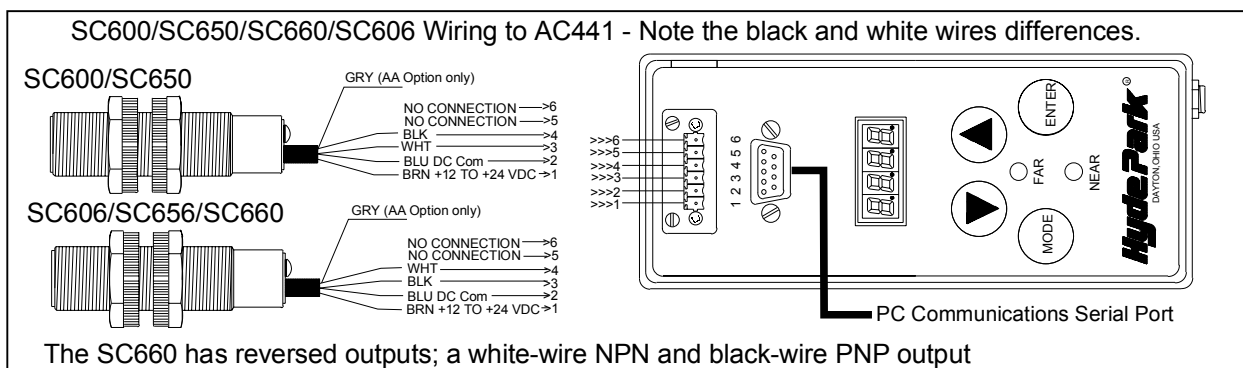 SC600/SC650/SC660/SC606 Wiring to AC441 - Note the black and white wires differences.
SC600/SC650
GRY (AA Option only)
NO CONNECTION >6
NO CONNECTION >5
BLK >4
WHT >3
BLU DC Com >2
BRN +12 TO +24 VDC >1
SC606/SC656/SC660
GRY (AA Option only)
NO CONNECTION >6
NO CONNECTION >5
WHT >4
BLK >3
BLU DC Com >2
BRN +12 TO +24 VDC >1
>>>6
>>>5
>>>4
>>>3
>>>2
>>>1
1 2 3 4 5 6
8.8.8.8.
ENTER
FAR
NEAR
MODE
HydePark®
DAYTON,OHIO USA
PC Communications Serial Port
The SC660 has reversed outputs; a white-wire NPN and black-wire PNP output